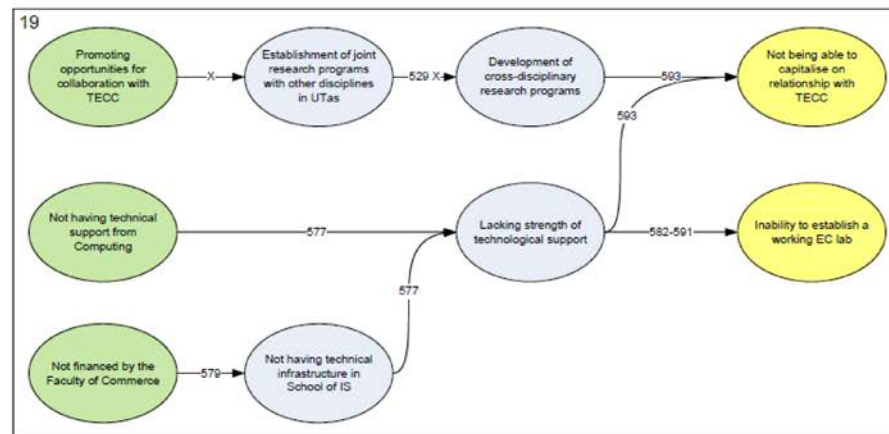 19
Promoting
opportunities for
collaboration with
TECC
X
Establishment of joint
research programs
with other disciplines
in UTas
529 X
Development of
cross-disciplinary
research programs
593
Not being able to
capitalise on
relationship with
TECC
593
Not having technical
support from
Computing
577
Lacking strength of
technological support
582-591
Inability to establish a
working EC lab
577
Not financed by the
Faculty of Commerce
579
Not having technical
infrastructure in
School of IS